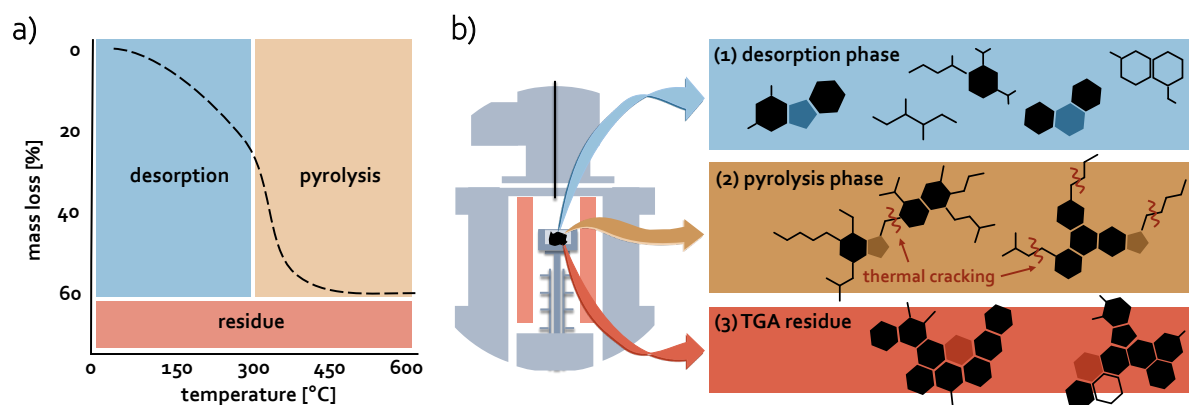 a)
0
20
40
60
mass loss [%]
desorption
pyrolysis
residue
0
150
300
450
600
temperature [°C]
b)
(1) desorption phase
(2) pyrolysis phase
thermal cracking
(3) TGA residue